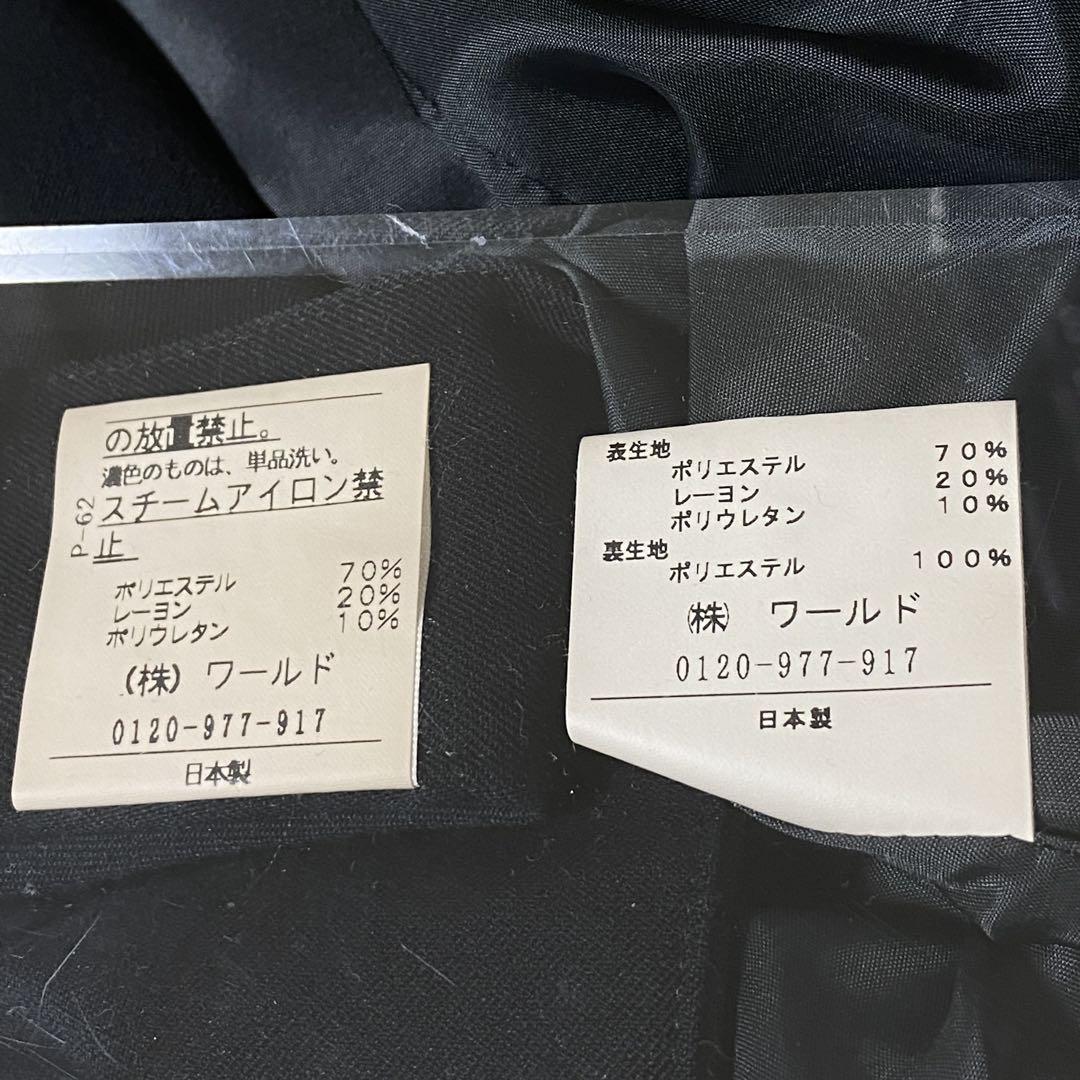 の放置禁止。
濃色のものは、単品洗い。
スチームアイロン禁
止
P-62
ポリエステル 70%
レーヨン 20%
ポリウレタン 10%
(株) ワールド
0120-977-917
日本製
表生地
ポリエステル 70%
レーヨン 20%
ポリウレタン 10%
裏生地
ポリエステル 100%
(株) ワールド
0120-977-917
日本製